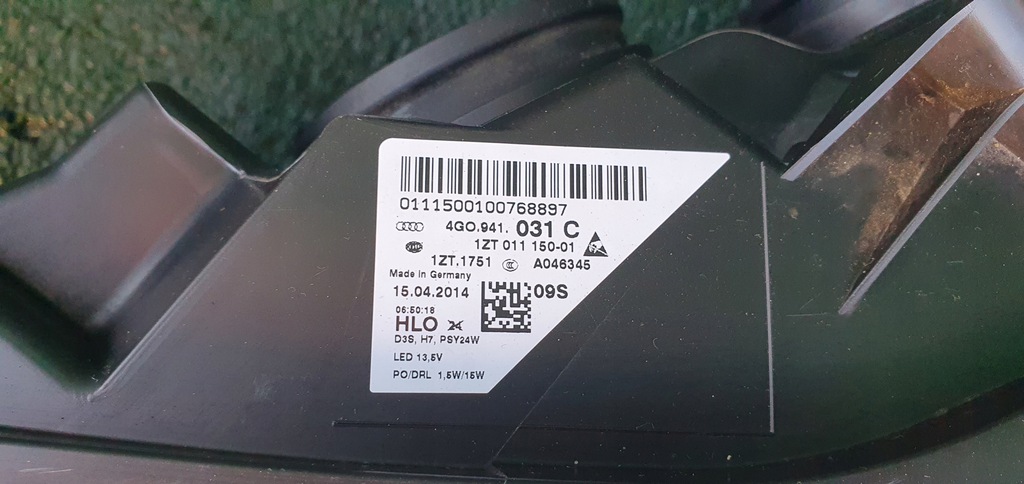 0111500100768897
4GO.941. 031 C
1ZT 011 150-01
1ZT.1751 A046345
Made in Germany
15.04.2014 09S
06:50:18
HLO
D3S, H7, PSY24W
LED 13,5V
PO/DRL 1,5W/15W